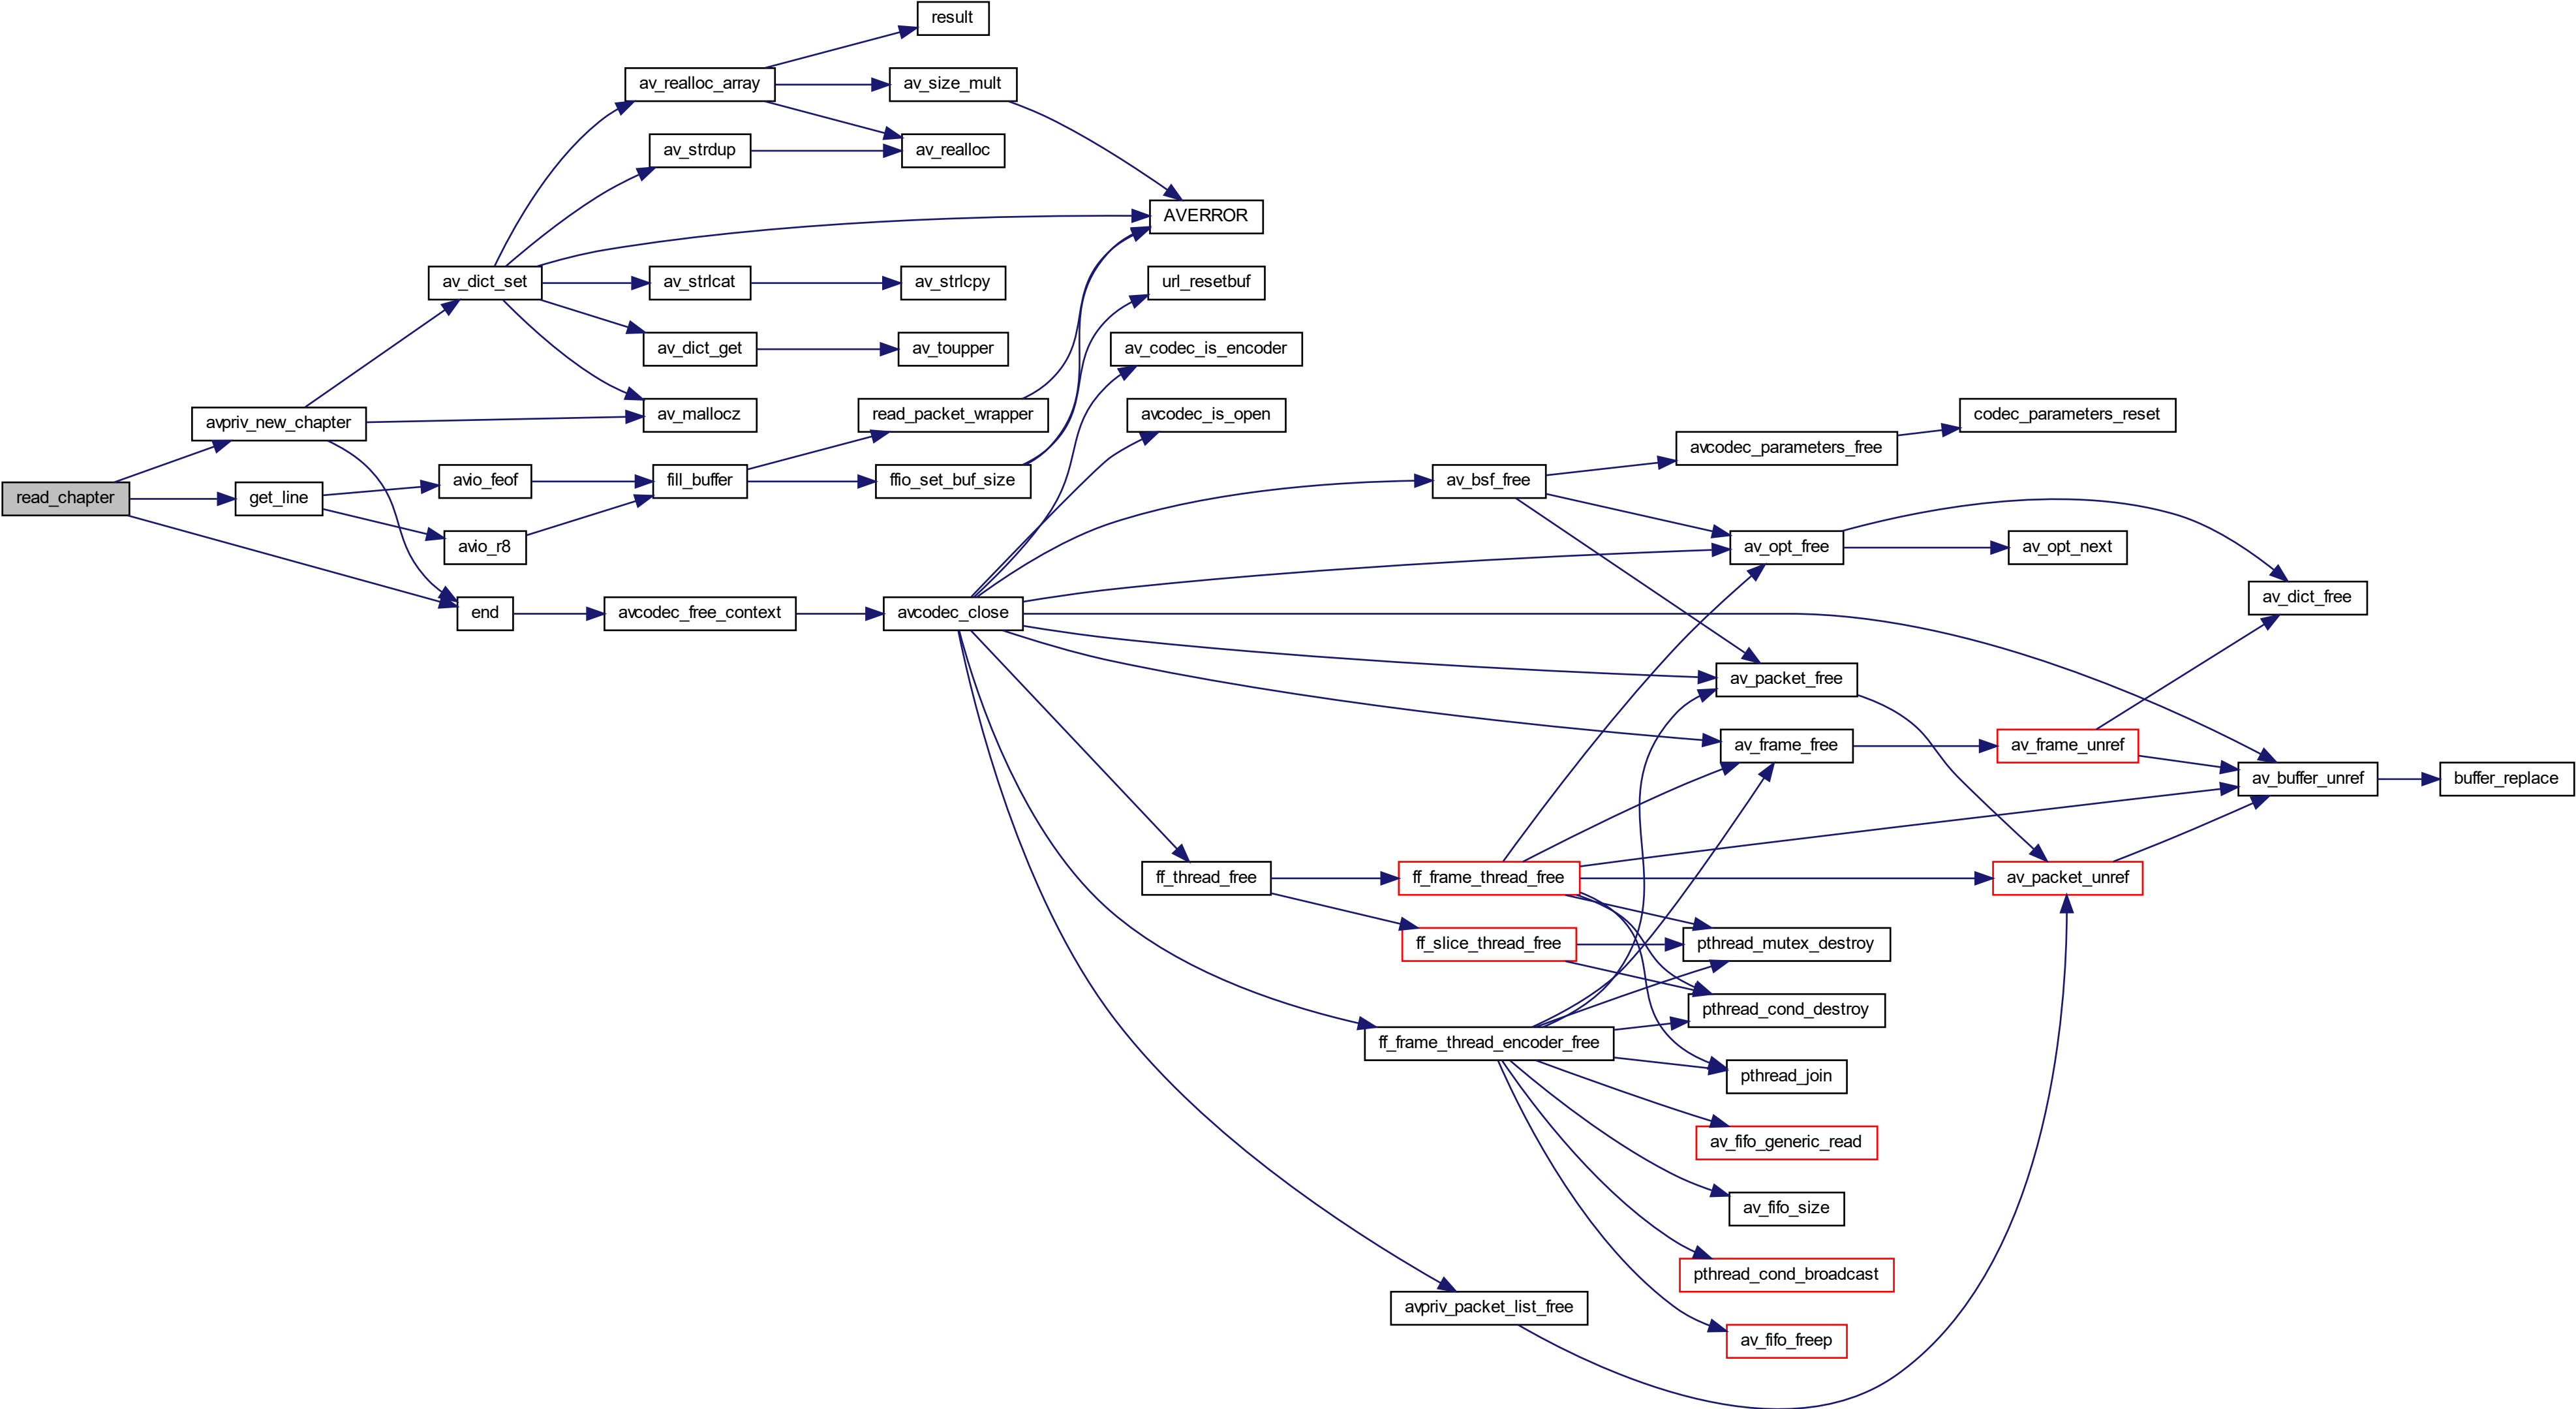 result
av_realloc_array
av_size_mult
av_strdup
av_realloc
AVERROR
av_dict_set
av_strlcat
av_strlcpy
url_resetbuf
av_dict_get
av_toupper
av_codec_is_encoder
avpriv_new_chapter
av_mallocz
read_packet_wrapper
avcodec_is_open
codec_parameters_reset
avcodec_parameters_free
read_chapter
get_line
avio_feof
fill_buffer
ffio_set_buf_size
av_bsf_free
avio_r8
av_opt_free
av_opt_next
av_dict_free
end
avcodec_free_context
avcodec_close
av_packet_free
av_frame_free
av_frame_unref
av_buffer_unref
buffer_replace
ff_thread_free
ff_frame_thread_free
av_packet_unref
ff_slice_thread_free
pthread_mutex_destroy
pthread_cond_destroy
ff_frame_thread_encoder_free
pthread_join
av_fifo_generic_read
av_fifo_size
pthread_cond_broadcast
avpriv_packet_list_free
av_fifo_freep